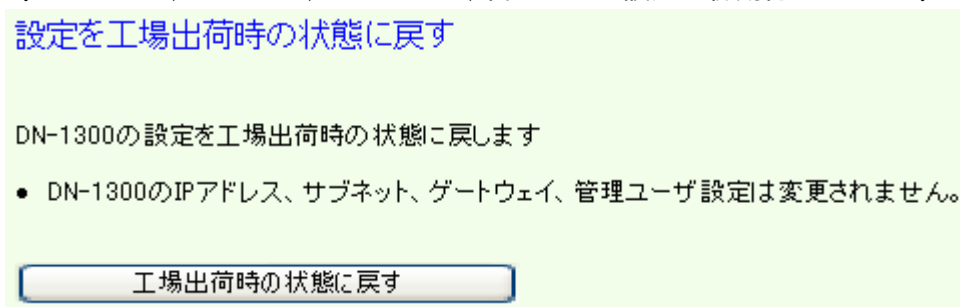 設定を工場出荷時の状態に戻す
DN-1300の設定を工場出荷時の状態に戻します
● DN-1300のIPアドレス、サブネット、ゲートウェイ、管理ユーザ設定は変更されません。
工場出荷時の状態に戻す